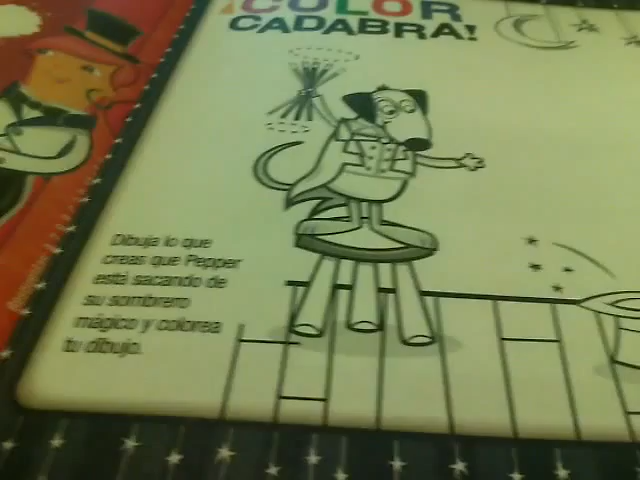 ¡COLOR
CADABRA!
Dibuja lo que
creas que Pepper
está sacando de
su sombrero
mágico y colorea
tu dibujo.